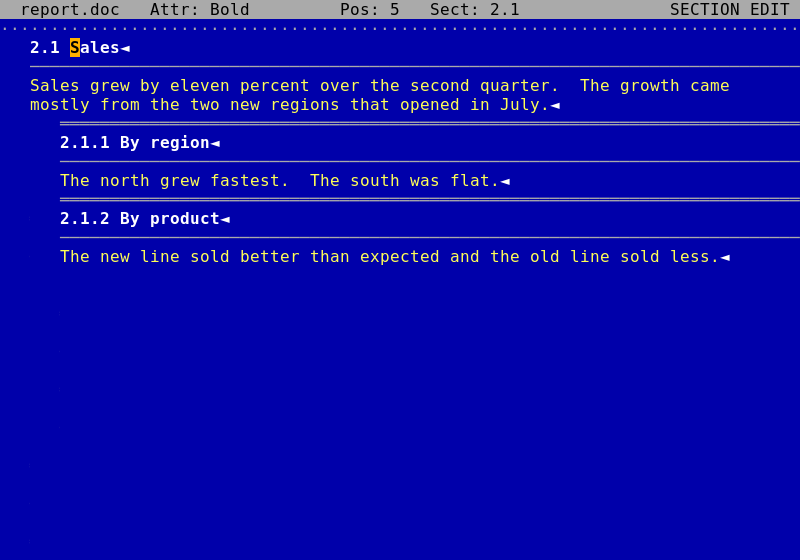 report.doc   Attr: Bold         Pos: 5   Sect: 2.1               SECTION EDIT
2.1 Sales◄
Sales grew by eleven percent over the second quarter.  The growth came
mostly from the two new regions that opened in July.◄
2.1.1 By region◄
The north grew fastest.  The south was flat.◄
2.1.2 By product◄
The new line sold better than expected and the old line sold less.◄